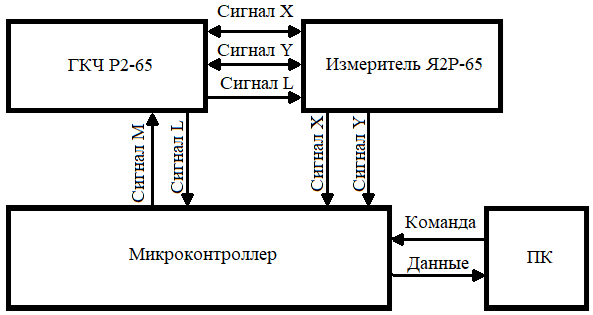 Сигнал X
ГКЧ Р2-65
Сигнал Y
Измеритель Я2Р-65
Сигнал L
Сигнал М
Сигнал L
Сигнал X
Сигнал Y
Микроконтроллер
Команда
Данные
ПК